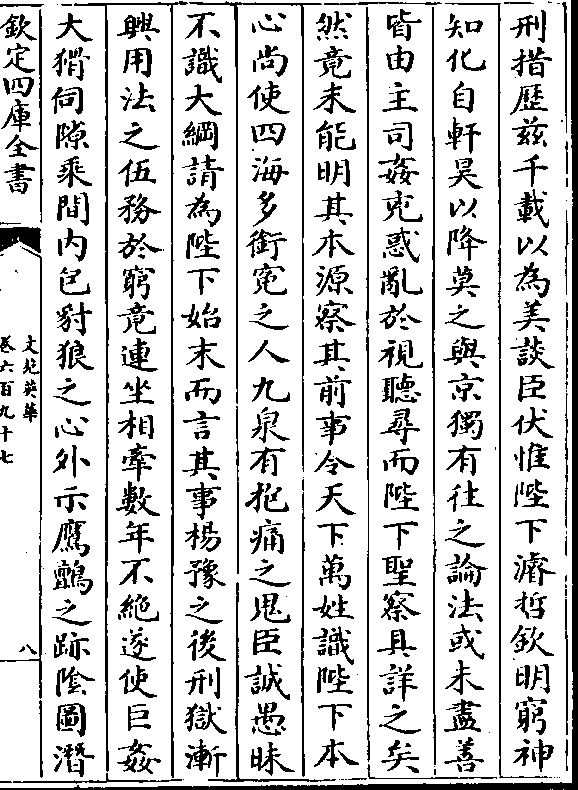 刑措歴兹千載以為美談臣伏惟陛下濬哲欽明窮神
知化自軒昊以降莫之與京獨有往之論法或未盡善
皆由主司姦兇惑亂於視聽尋而陛下聖察具詳之矣
然竟未能明其本源察其前事令天下萬姓識陛下本
心尚使四海多銜寃之人九泉有抱痛之鬼臣誠愚昧
不識大綱請為陛下始末而言其事楊豫之後刑獄漸
興用法之伍務於窮竟連坐相牽數年不絶遂使巨姦
大猾伺隙乘間内包豺狼之心外示鷹鸇之跡陰圖潛
欽定四庫全書
文苑英華
卷六百九十七
八